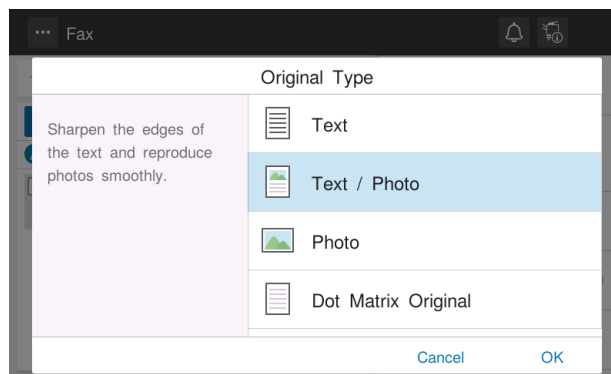 Fax
Original Type
Sharpen the edges of
the text and reproduce
photos smoothly.
Text
Text / Photo
Photo
Dot Matrix Original
Cancel
OK